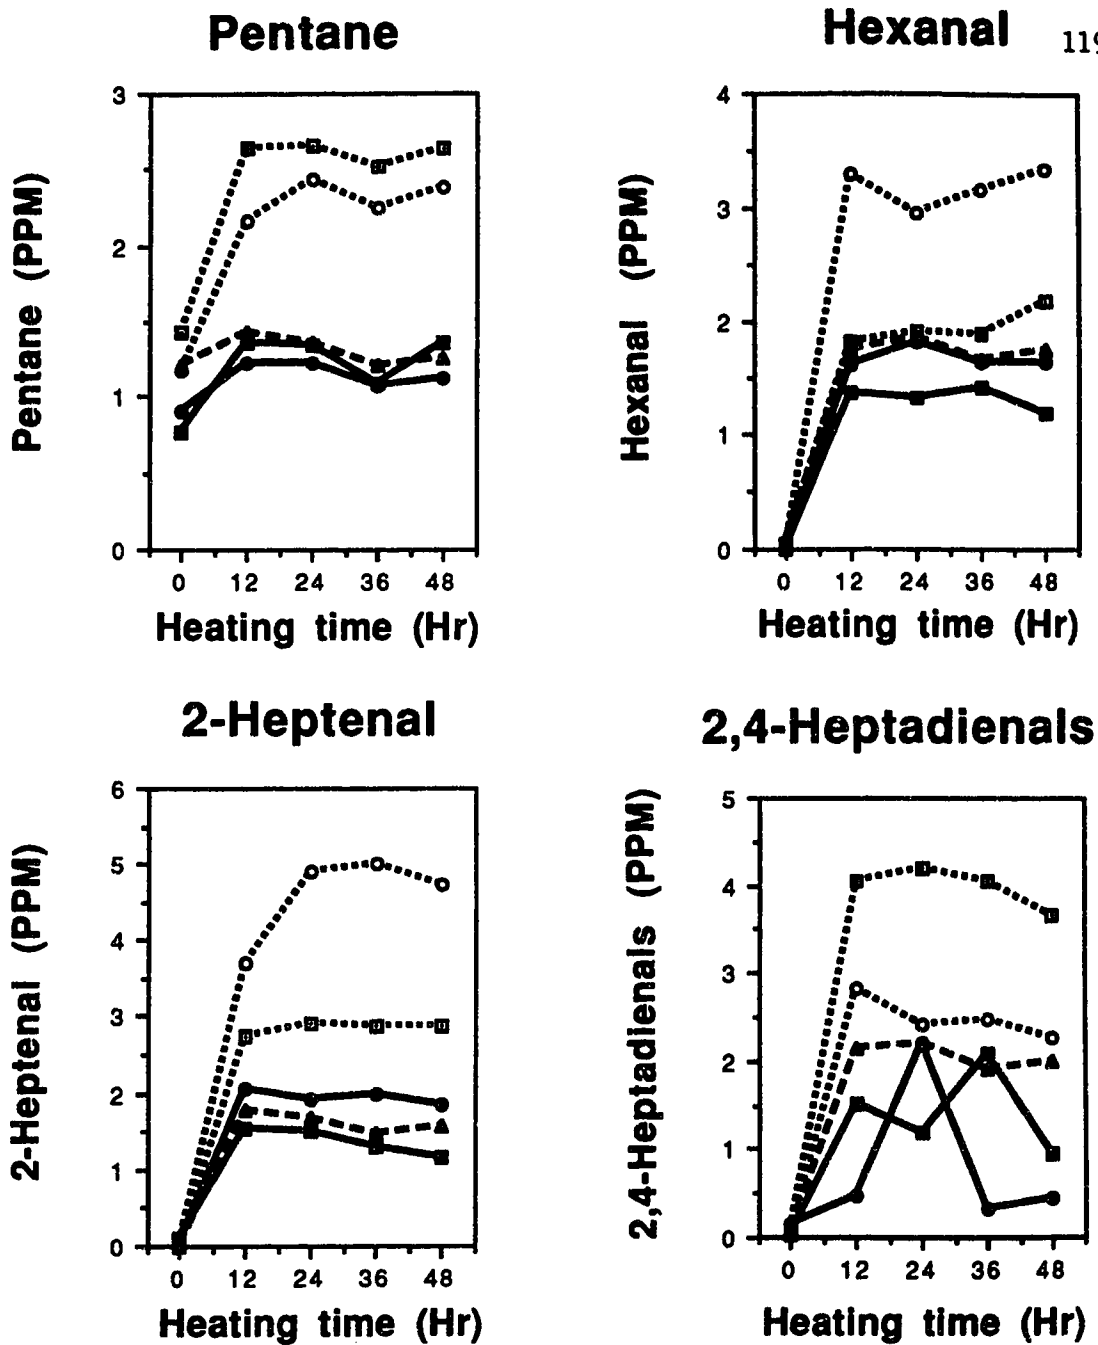 Pentane
Hexanal
119
Pentane (PPM)
3
2
1
0
0 12 24 36 48
Heating time (Hr)
Hexanal (PPM)
4
3
2
1
0
0 12 24 36 48
Heating time (Hr)
2-Heptenal
2,4-Heptadienals
2-Heptenal (PPM)
6
5
4
3
2
1
0
0 12 24 36 48
Heating time (Hr)
2,4-Heptadienals (PPM)
5
4
3
2
1
0
0 12 24 36 48
Heating time (Hr)